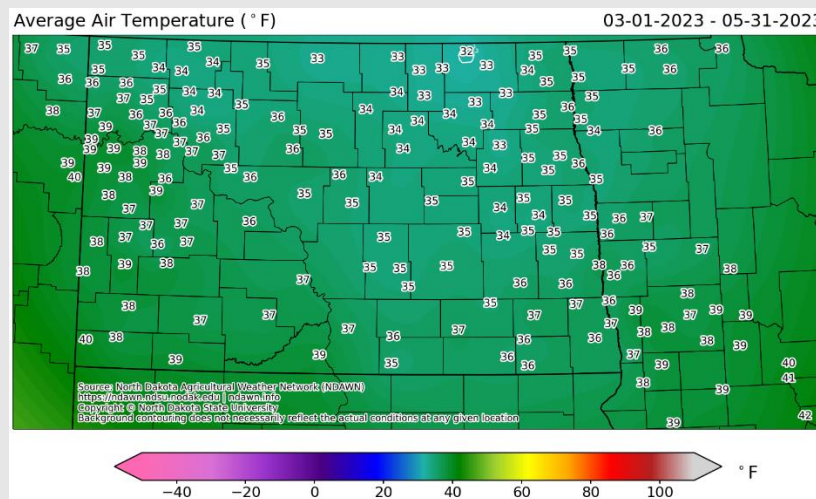 Average Air Temperature (°F) 03-01-2023 - 05-31-2023
37 35 35 35 35 34 33 33 32 35 35 36 36
35 34 34 35 33 33 33 34 35 36
36 36 36 35 34 34 34 33 33 35 35
37 35 33 35
38 37 36 36 34 35 36 34 34 35 36
39 37 36 35 35 35 34 34 34 35 35 34 36
39 37 37 36 34 33
39 39 38 38 37 37 36 34 35 35
39 39 39 35 34 35 36
40 38 36 36 36 34 35 35
38 39 37 35 35 35 34 35 35
37 37 37 36 34 35 36 37
38 37 36 37 35 35 34 35 35 36
38 39 38 35 35 35 35 35 38 36 35 37
37 35 36 36 36 38 38
38 37 37 35 37 37 36 39 37 39 39
40 38 37 36 37 36 36 37 38 38 38 39
39 39 35 36 36 37 39 40
38 39 41
39 42
Source: North Dakota Agricultural Weather Network (NDAWN)
https://ndawn.ndsu.nodak.edu | ndawn.info
Copyright © North Dakota State University
Background contouring does not necessarily reflect the actual conditions at any given location
−40 −20 0 20 40 60 80 100 °F